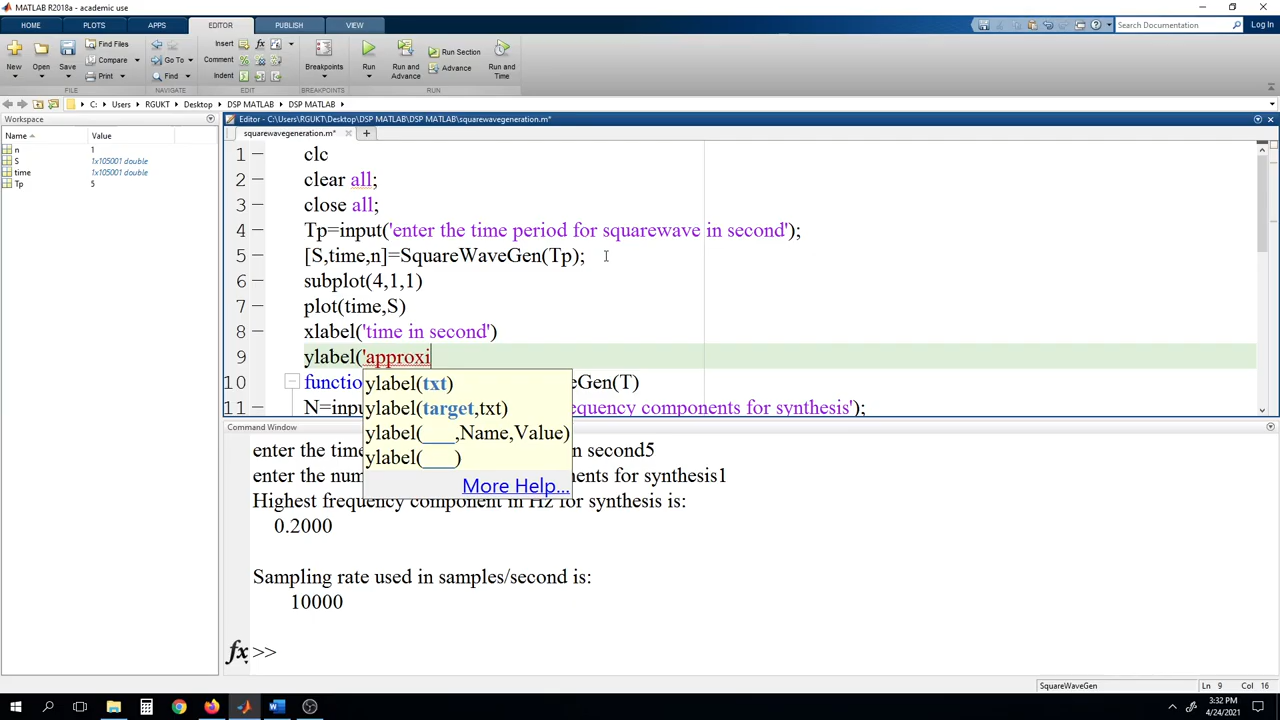 MATLAB R2018a - academic use
HOME PLOTS APPS EDITOR PUBLISH VIEW
Search Documentation Log In
New Open Save Find Files Compare Print
Go To Find
Insert fx
Comment
Indent
Breakpoints
Run Run and Advance Run Section Advance Run and Time
FILE NAVIGATE EDIT BREAKPOINTS RUN
C: Users RGUKT Desktop DSP MATLAB DSP MATLAB
Workspace
Name Value
n 1
S 1x105001 double
time 1x105001 double
Tp 5
Editor - C:\Users\RGUKT\Desktop\DSP MATLAB\DSP MATLAB\squarewavegeneration.m*
squarewavegeneration.m*
1 clc
2 clear all;
3 close all;
4 Tp=input('enter the time period for squarewave in second');
5 [S,time,n]=SquareWaveGen(Tp);
6 subplot(4,1,1)
7 plot(time,S)
8 xlabel('time in second')
9 ylabel('approxi
10 functio eGen(T)
11 N=inpu equency components for synthesis');
ylabel(txt)
ylabel(target,txt)
ylabel(___,Name,Value)
ylabel(___)
More Help...
Command Window
enter the time n second5
enter the num nents for synthesis1
Highest frequency component in Hz for synthesis is:
0.2000
Sampling rate used in samples/second is:
10000
fx >>
SquareWaveGen Ln 9 Col 16
3:32 PM
4/24/2021